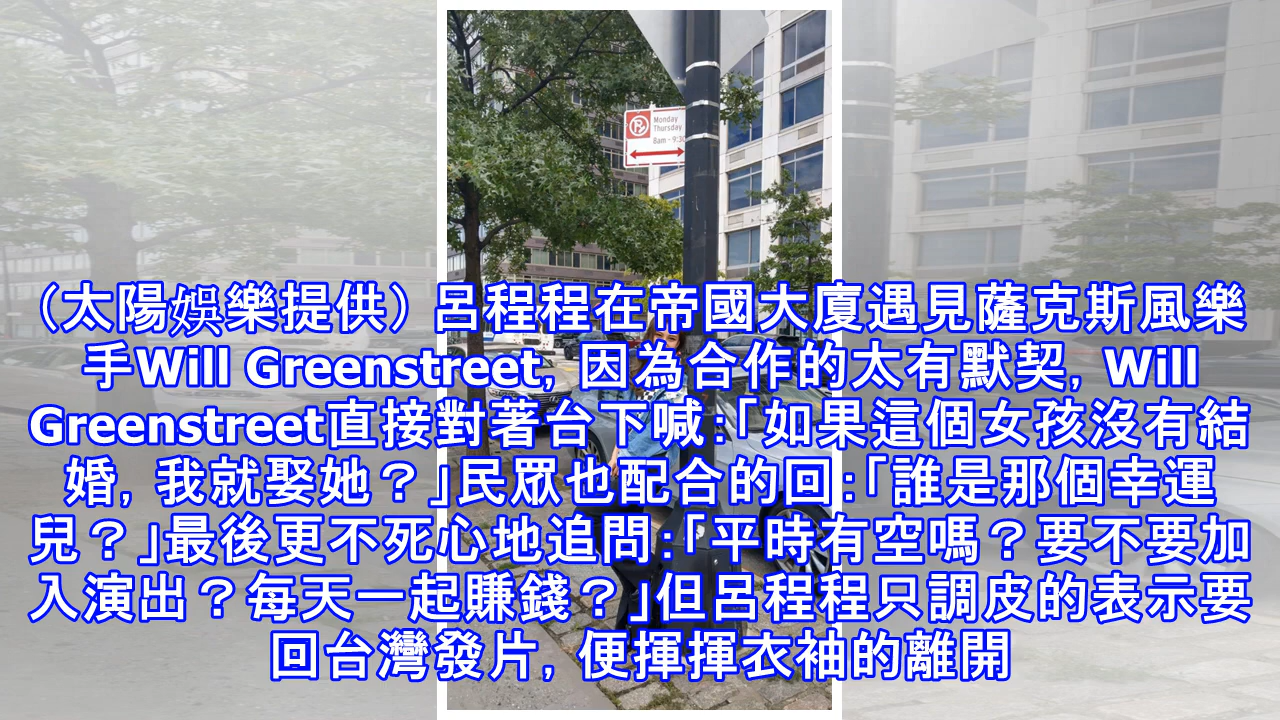 Monday
Thursday
8am - 9:30
（太陽娛樂提供）呂程程在帝國大廈遇見薩克斯風樂
手Will Greenstreet, 因為合作的太有默契, Will
Greenstreet直接對著台下喊:「如果這個女孩沒有結
婚, 我就娶她？」民眾也配合的回:「誰是那個幸運
兒？」最後更不死心地追問:「平時有空嗎？要不要加
入演出？每天一起賺錢？」但呂程程只調皮的表示要
回台灣發片, 便揮揮衣袖的離開